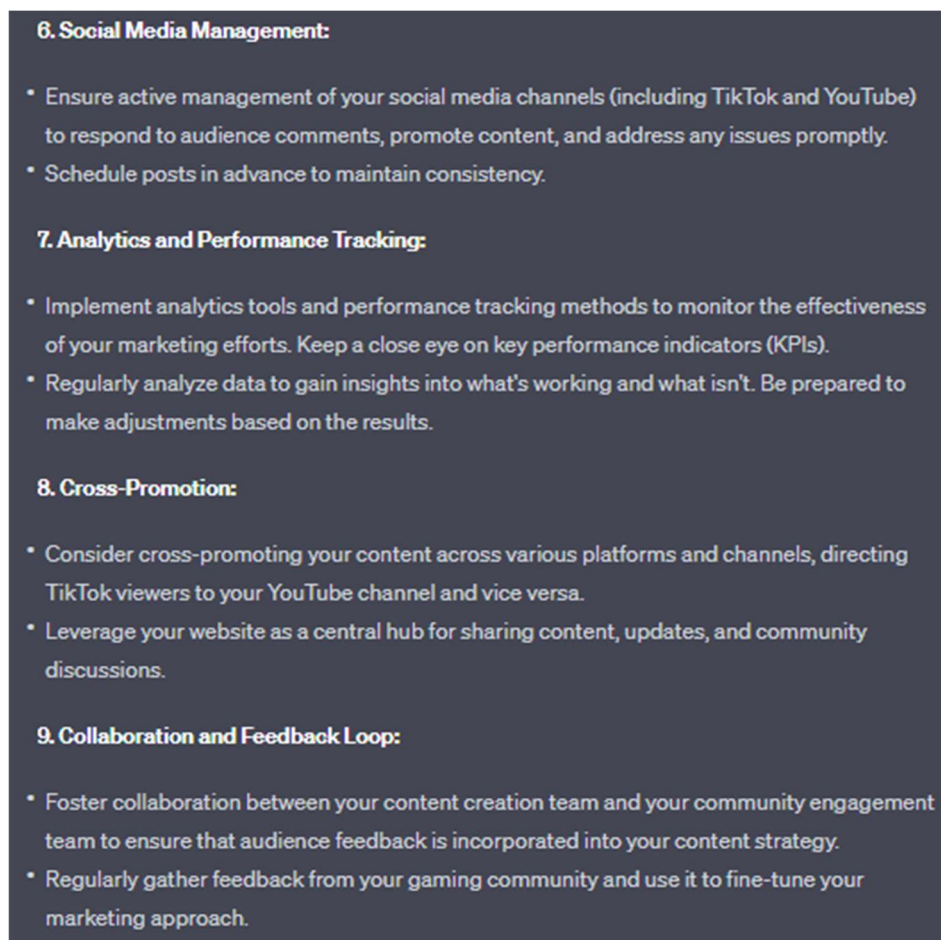 6. Social Media Management:
• Ensure active management of your social media channels (including TikTok and YouTube)
to respond to audience comments, promote content, and address any issues promptly.
• Schedule posts in advance to maintain consistency.
7. Analytics and Performance Tracking:
• Implement analytics tools and performance tracking methods to monitor the effectiveness
of your marketing efforts. Keep a close eye on key performance indicators (KPIs).
• Regularly analyze data to gain insights into what's working and what isn't. Be prepared to
make adjustments based on the results.
8. Cross-Promotion:
• Consider cross-promoting your content across various platforms and channels, directing
TikTok viewers to your YouTube channel and vice versa.
• Leverage your website as a central hub for sharing content, updates, and community
discussions.
9. Collaboration and Feedback Loop:
• Foster collaboration between your content creation team and your community engagement
team to ensure that audience feedback is incorporated into your content strategy.
• Regularly gather feedback from your gaming community and use it to fine-tune your
marketing approach.